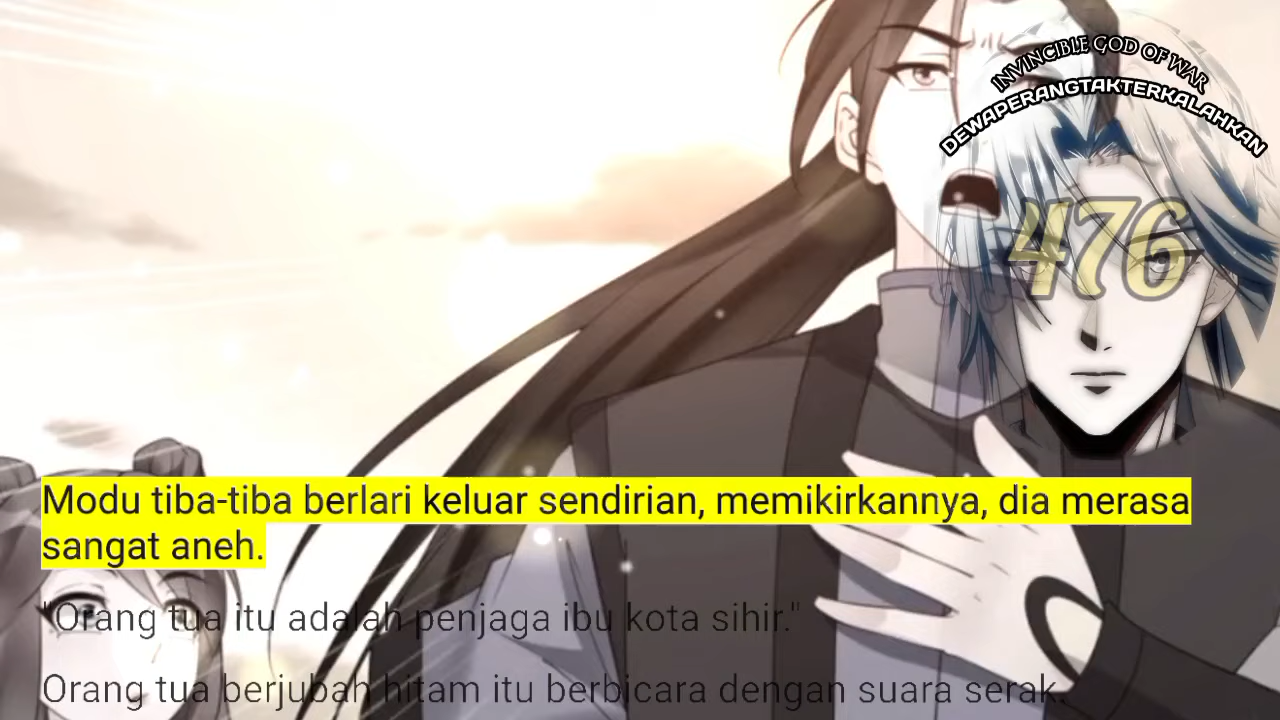 INVINCIBLE GOD OF WAR
DEWAPERANGTAKTERKALAHKAN
476
Modu tiba-tiba berlari keluar sendirian, memikirkannya, dia merasa
sangat aneh.
"Orang tua itu adalah penjaga ibu kota sihir."
Orang tua berjubah hitam itu berbicara dengan suara serak.